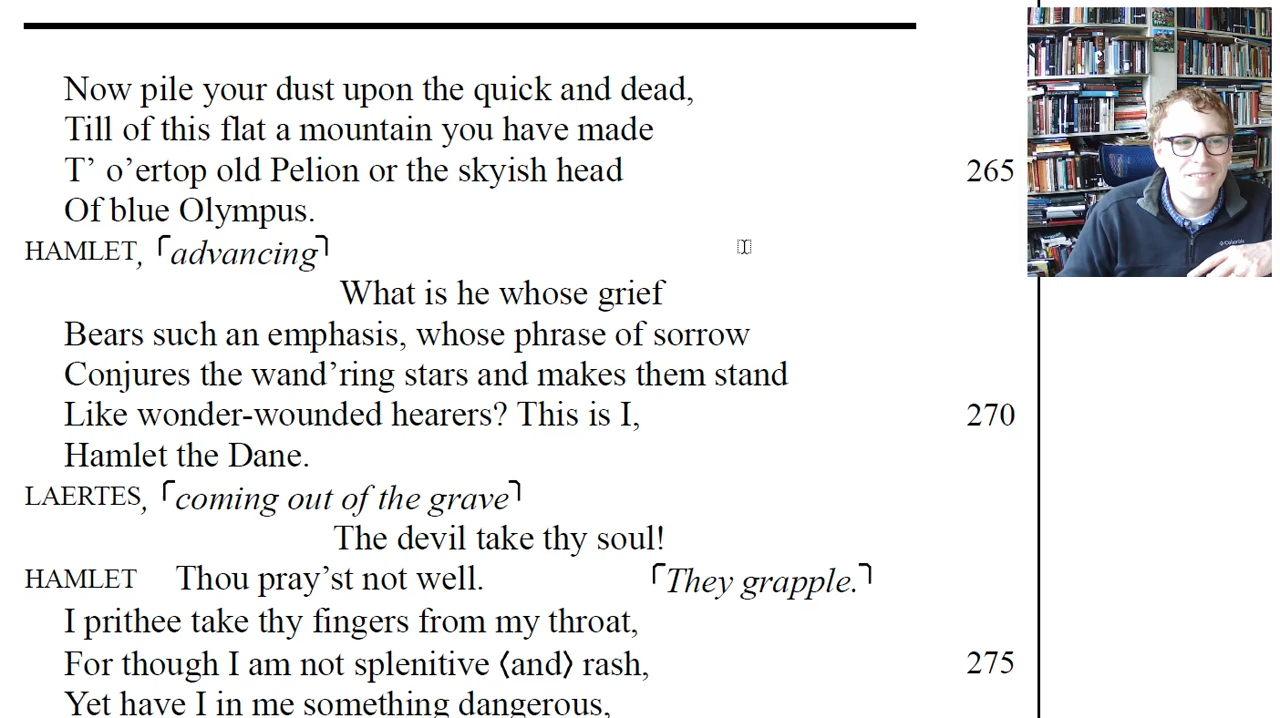 Now pile your dust upon the quick and dead,
Till of this flat a mountain you have made
T’ o’ertop old Pelion or the skyish head 265
Of blue Olympus.
HAMLET, ⌜advancing⌝
What is he whose grief
Bears such an emphasis, whose phrase of sorrow
Conjures the wand’ring stars and makes them stand
Like wonder-wounded hearers? This is I, 270
Hamlet the Dane.
LAERTES, ⌜coming out of the grave⌝
The devil take thy soul!
HAMLET Thou pray’st not well. ⌜They grapple.⌝
I prithee take thy fingers from my throat,
For though I am not splenitive ⟨and⟩ rash, 275
Yet have I in me something dangerous,
Columbia